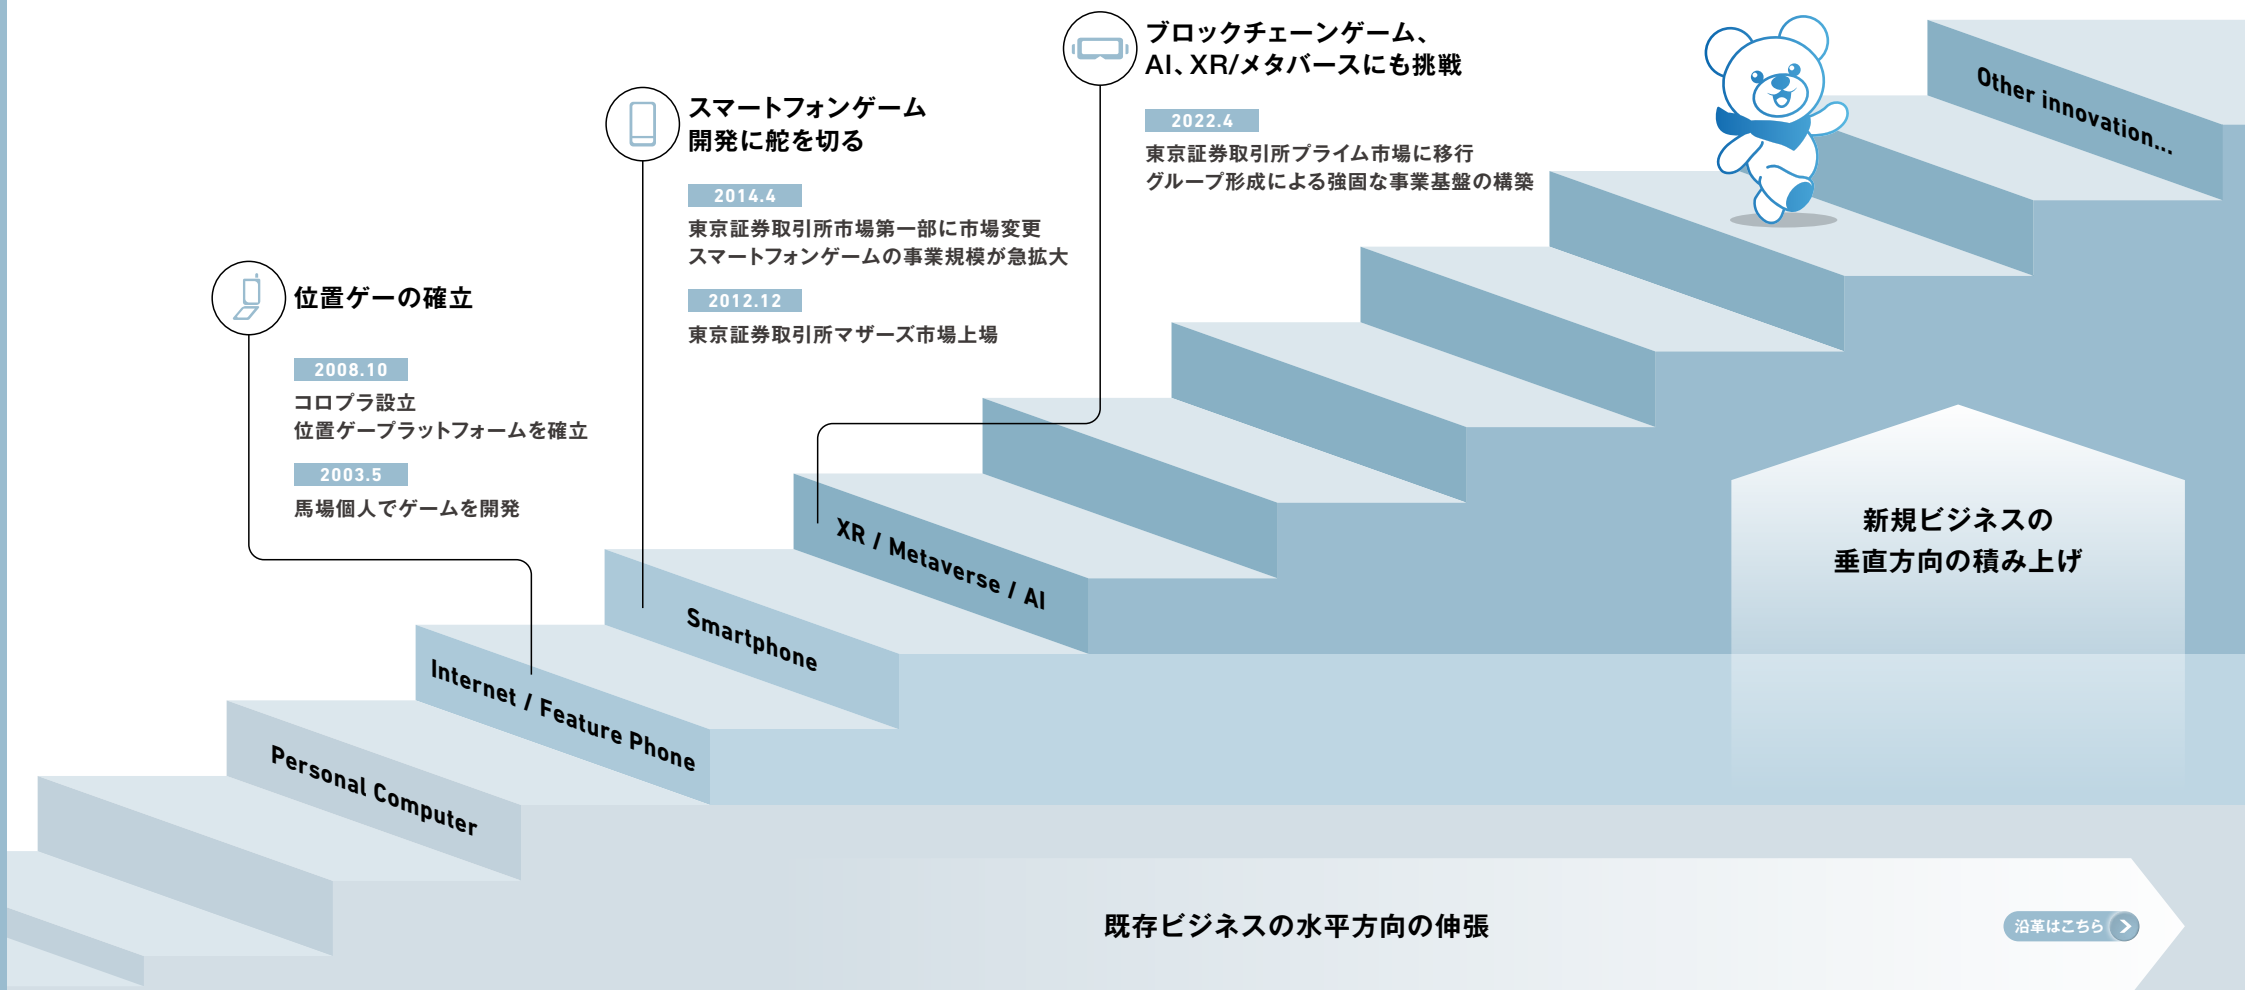 位置ゲーの確立
2008.10
コロプラ設立
位置ゲープラットフォームを確立
2003.5
馬場個人でゲームを開発
スマートフォンゲーム
開発に舵を切る
2014.4
東京証券取引所市場第一部に市場変更
スマートフォンゲームの事業規模が急拡大
2012.12
東京証券取引所マザーズ市場上場
ブロックチェーンゲーム、
AI、XR/メタバースにも挑戦
2022.4
東京証券取引所プライム市場に移行
グループ形成による強固な事業基盤の構築
Personal Computer
Internet / Feature Phone
Smartphone
XR / Metaverse / AI
Other innovation...
新規ビジネスの
垂直方向の積み上げ
既存ビジネスの水平方向の伸張
沿革はこちら